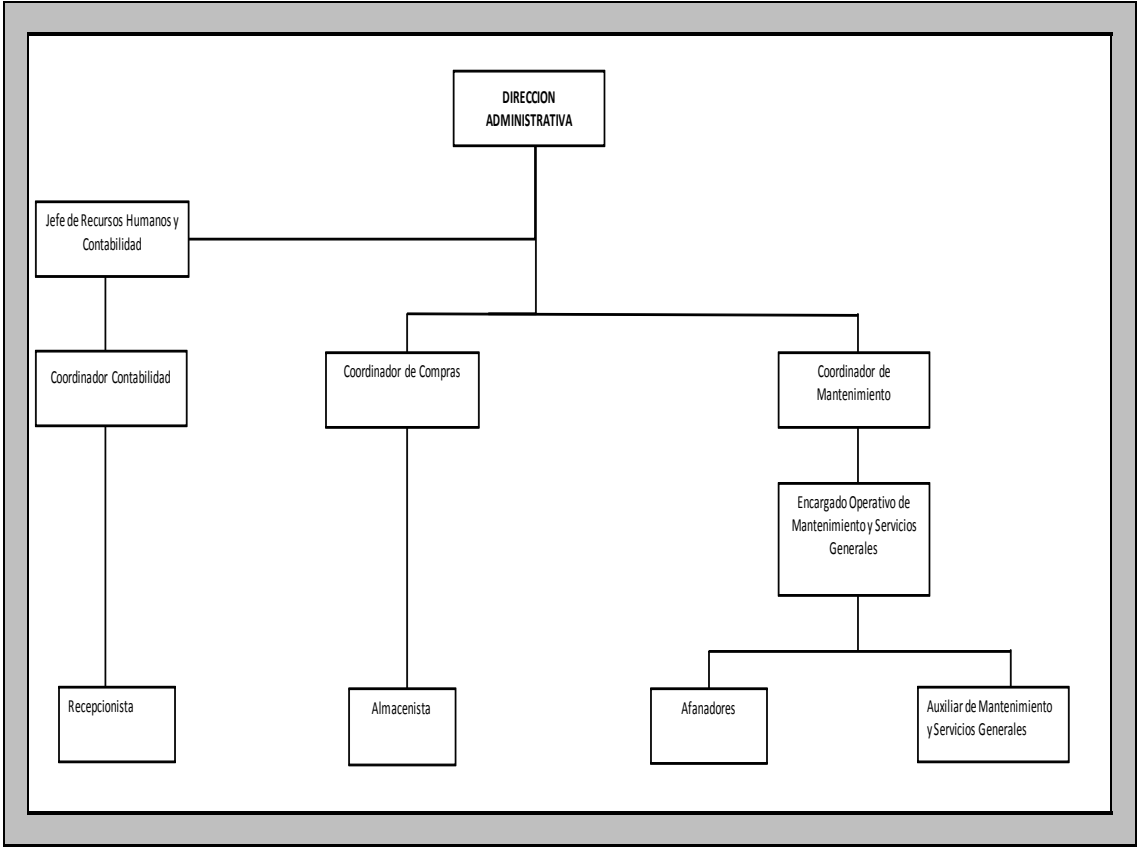 DIRECCION
ADMINISTRATIVA
Jefe de Recursos Humanos y
Contabilidad
Coordinador Contabilidad
Coordinador de Compras
Coordinador de
Mantenimiento
Encargado Operativo de
Mantenimiento y Servicios
Generales
Recepcionista
Almacenista
Afanadores
Auxiliar de Mantenimiento
y Servicios Generales